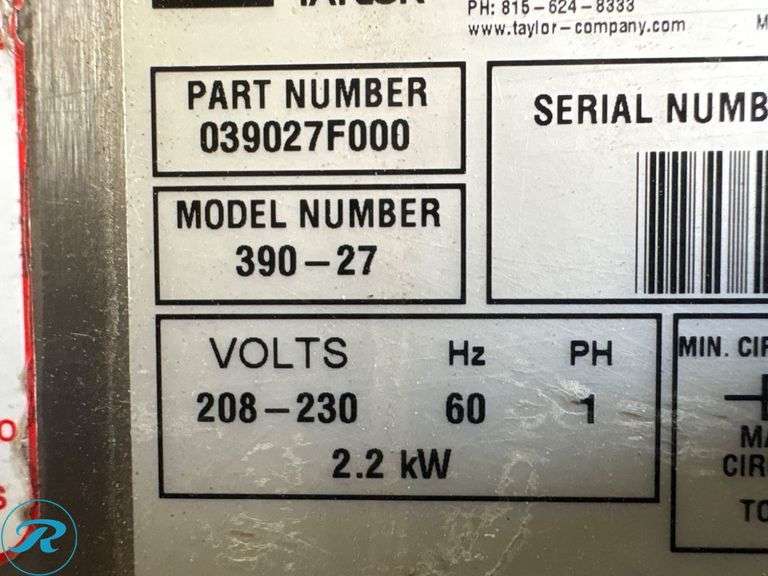 TAYLOR
PH: 815-624-8333
www.taylor-company.com
M
PART NUMBER
039027F000
SERIAL NUMB
MODEL NUMBER
390-27
VOLTS Hz PH
208-230 60 1
2.2 kW
MIN. CIR
MA
CIR
TO
O
S
R